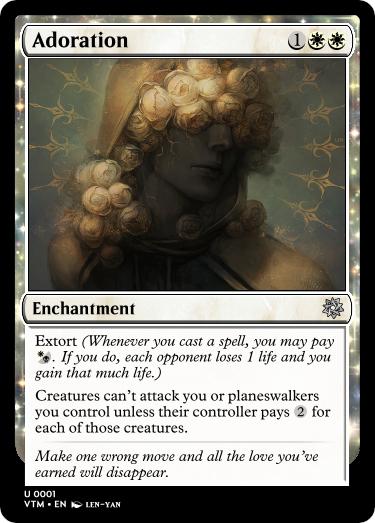 Adoration 1
Enchantment
Extort (Whenever you cast a spell, you may pay
. If you do, each opponent loses 1 life and you
gain that much life.)
Creatures can't attack you or planeswalkers
you control unless their controller pays 2 for
each of those creatures.
Make one wrong move and all the love you've
earned will disappear.
U 0001
VTM • EN LEN-YAN